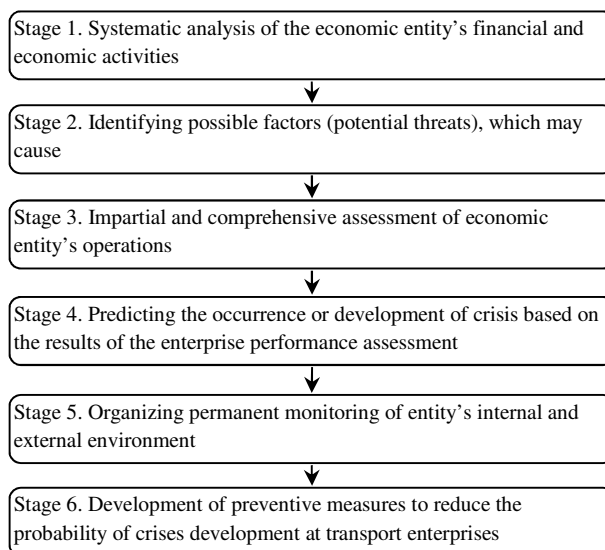 Stage 1. Systematic analysis of the economic entity's financial and
economic activities
Stage 2. Identifying possible factors (potential threats), which may
cause
Stage 3. Impartial and comprehensive assessment of economic
entity's operations
Stage 4. Predicting the occurrence or development of crisis based on
the results of the enterprise performance assessment
Stage 5. Organizing permanent monitoring of entity's internal and
external environment
Stage 6. Development of preventive measures to reduce the
probability of crises development at transport enterprises